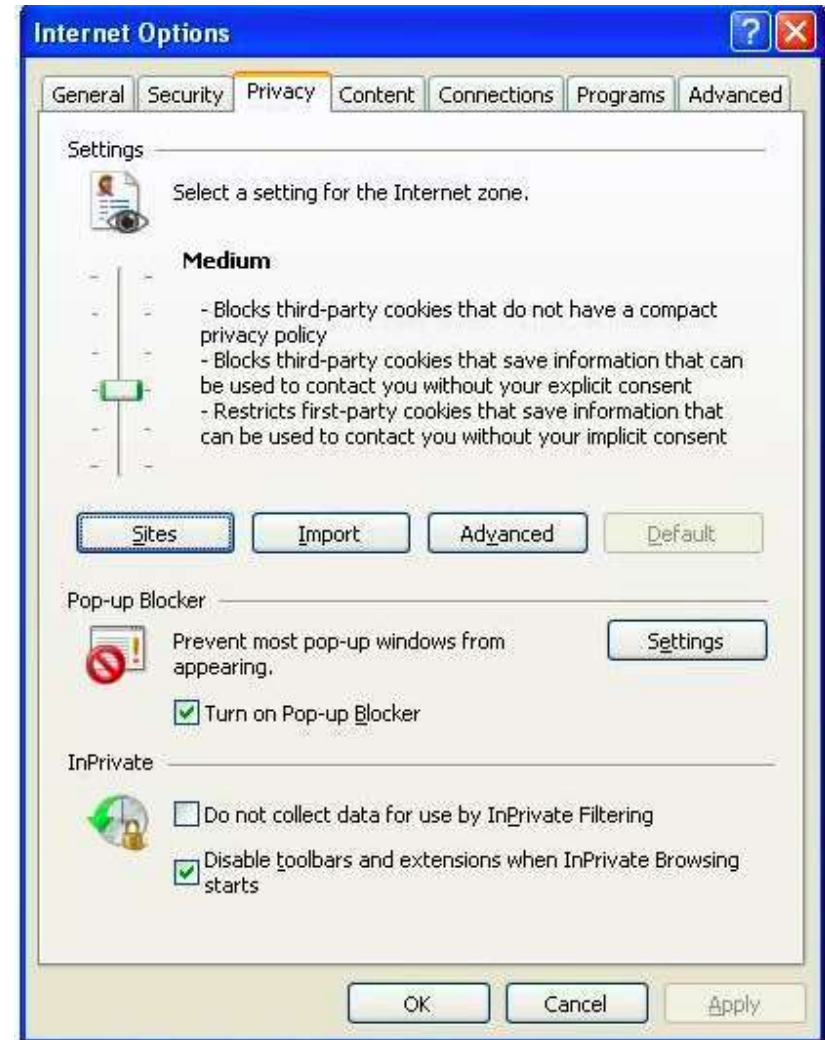 Internet Options
General Security Privacy Content Connections Programs Advanced
Settings
Select a setting for the Internet zone.
Medium
- Blocks third-party cookies that do not have a compact
privacy policy
- Blocks third-party cookies that save information that can
be used to contact you without your explicit consent
- Restricts first-party cookies that save information that
can be used to contact you without your implicit consent
Sites Import Advanced Default
Pop-up Blocker
Prevent most pop-up windows from
appearing.
Settings
Turn on Pop-up Blocker
InPrivate
Do not collect data for use by InPrivate Filtering
Disable toolbars and extensions when InPrivate Browsing
starts
OK Cancel Apply